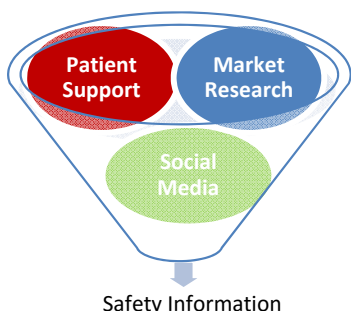 Patient
Support
Market
Research
Social
Media
Safety Information